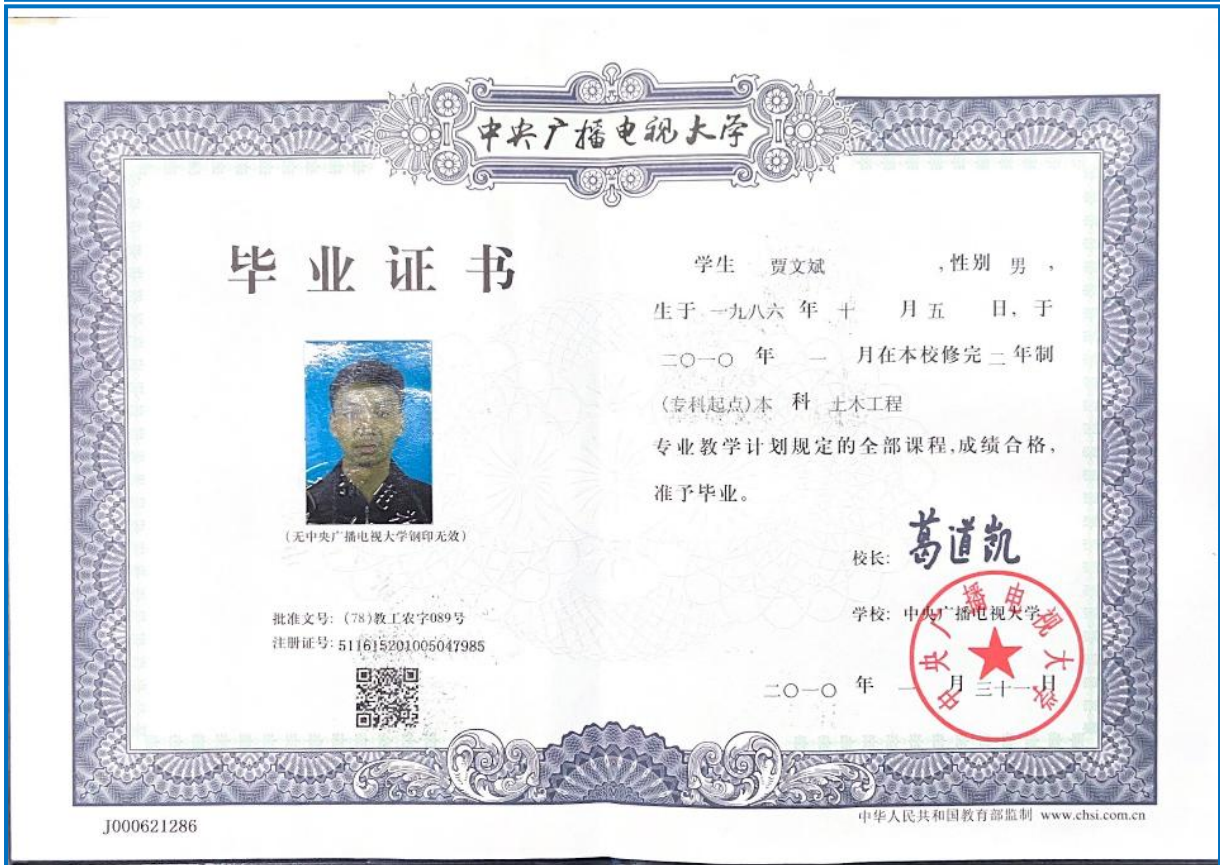 中央广播电视大学
毕业证书
(无中央广播电视大学钢印无效)
批准文号: (78)教工农字089号
注册证号: 511615201005047985
学生 贾文斌 ,性别 男 ,
生于 一九八六 年 十 月 五 日, 于
二〇一〇 年 一 月在本校修完 二 年制
(专科起点)本 科 土木工程
专业教学计划规定的全部课程,成绩合格,
准予毕业。
校长: 葛道凯
学校: 中央广播电视大学
中央广播电视大学
二〇一〇 年 一 月 三十一 日
J000621286
中华人民共和国教育部监制 www.chsi.com.cn